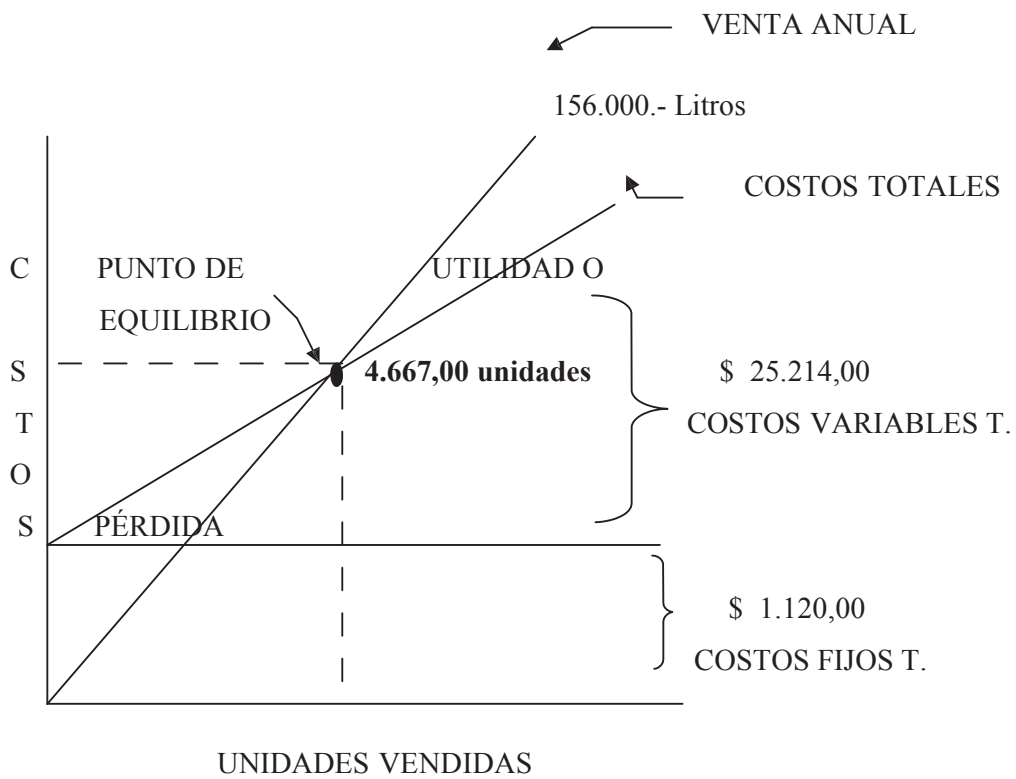 VENTA ANUAL
156.000.- Litros
COSTOS TOTALES
C PUNTO DE UTILIDAD O
EQUILIBRIO
S 4.667,00 unidades $ 25.214,00
T COSTOS VARIABLES T.
O
S PÉRDIDA
$ 1.120,00
COSTOS FIJOS T.
UNIDADES VENDIDAS